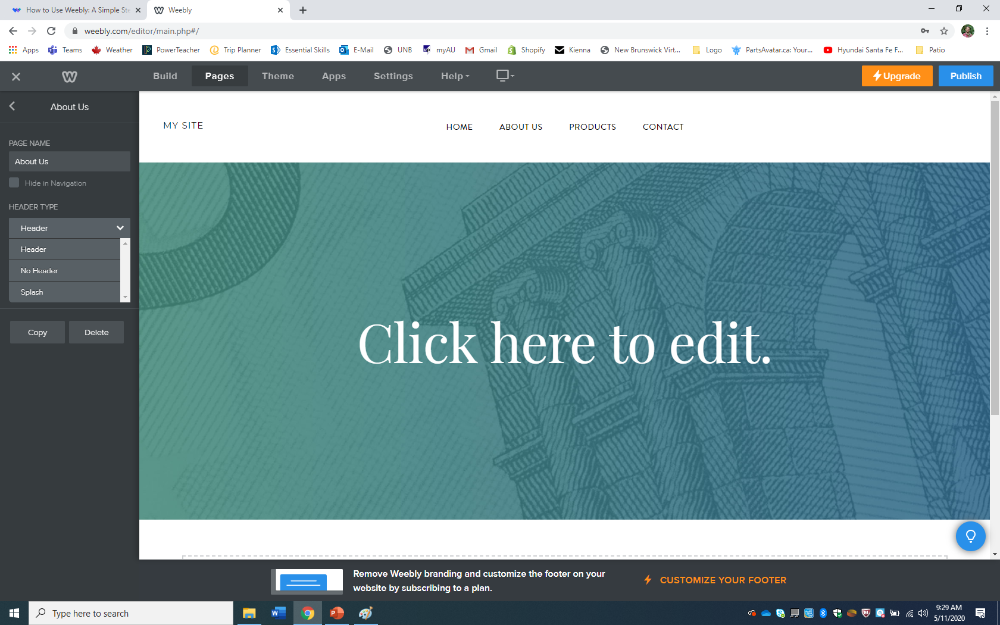 How to Use Weebly: A Simple Ste
Weebly
weebly.com/editor/main.php#/
Apps
Teams
Weather
PowerTeacher
Trip Planner
Essential Skills
E-Mail
UNB
myAU
Gmail
Shopify
Kienna
New Brunswick Virt...
Logo
PartsAvatar.ca: Your...
Hyundai Santa Fe F...
Patio
Build
Pages
Theme
Apps
Settings
Help
Upgrade
Publish
About Us
PAGE NAME
About Us
Hide in Navigation
HEADER TYPE
Header
Header
No Header
Splash
Copy
Delete
MY SITE
HOME
ABOUT US
PRODUCTS
CONTACT
Click here to edit.
Remove Weebly branding and customize the footer on your
website by subscribing to a plan.
CUSTOMIZE YOUR FOOTER
Type here to search
9:29 AM
5/11/2020